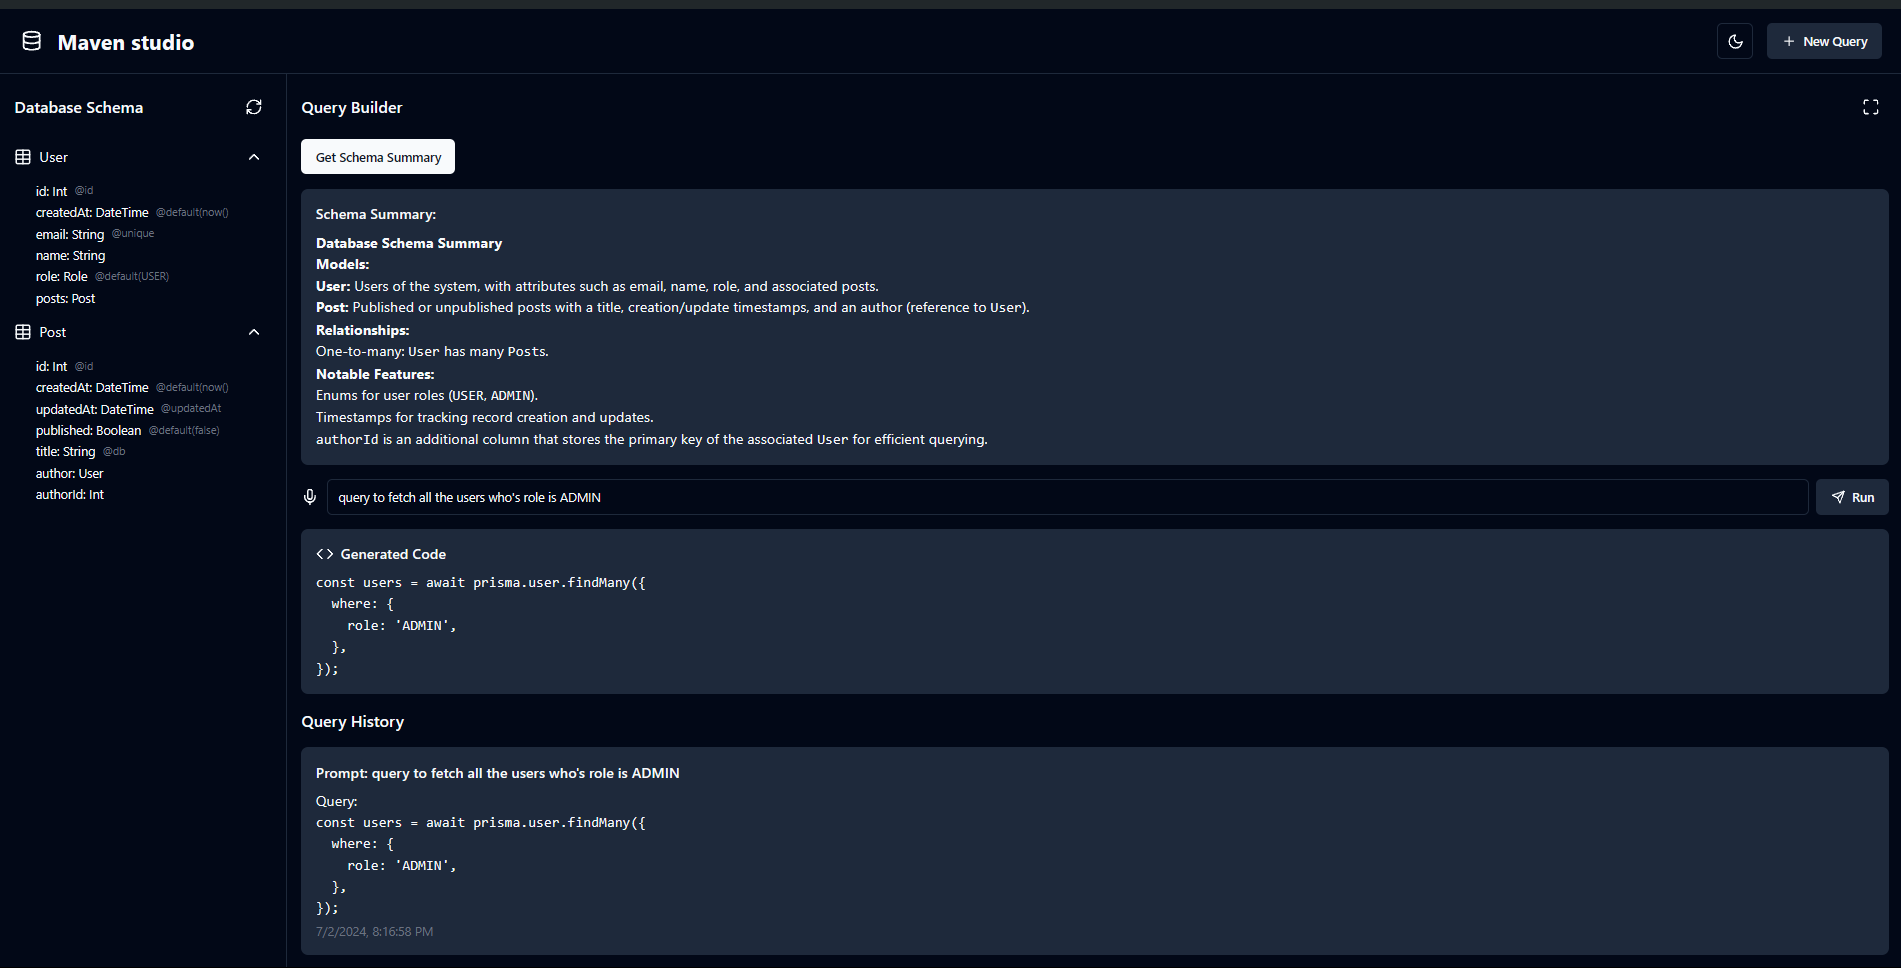 Maven studio
New Query
Database Schema
User
id: Int @id
createdAt: DateTime @default(now()
email: String @unique
name: String
role: Role @default(USER)
posts: Post
Post
id: Int @id
createdAt: DateTime @default(now()
updatedAt: DateTime @updatedAt
published: Boolean @default(false)
title: String @db
author: User
authorId: Int
Query Builder
Get Schema Summary
Schema Summary:
Database Schema Summary
Models:
User: Users of the system, with attributes such as email, name, role, and associated posts.
Post: Published or unpublished posts with a title, creation/update timestamps, and an author (reference to User).
Relationships:
One-to-many: User has many Posts.
Notable Features:
Enums for user roles (USER, ADMIN).
Timestamps for tracking record creation and updates.
authorId is an additional column that stores the primary key of the associated User for efficient querying.
query to fetch all the users who's role is ADMIN
Run
Generated Code
const users = await prisma.user.findMany({
  where: {
    role: 'ADMIN',
  },
});
Query History
Prompt: query to fetch all the users who's role is ADMIN
Query:
const users = await prisma.user.findMany({
  where: {
    role: 'ADMIN',
  },
});
7/2/2024, 8:16:58 PM